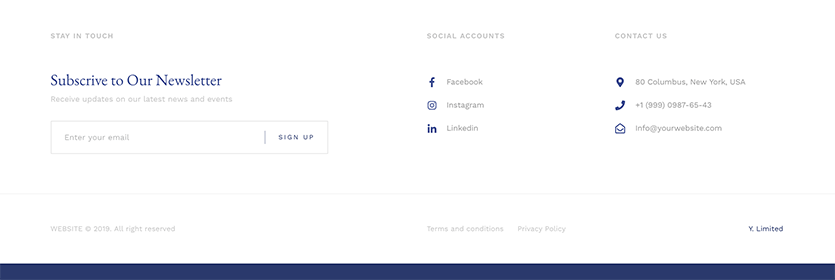 STAY IN TOUCH
Subscrive to Our Newsletter
Receive updates on our latest news and events
Enter your email
SIGN UP
SOCIAL ACCOUNTS
Facebook
Instagram
Linkedin
CONTACT US
80 Columbus, New York, USA
+1 (999) 0987-65-43
Info@yourwebsite.com
WEBSITE © 2019. All right reserved
Terms and conditions
Privacy Policy
Y. Limited